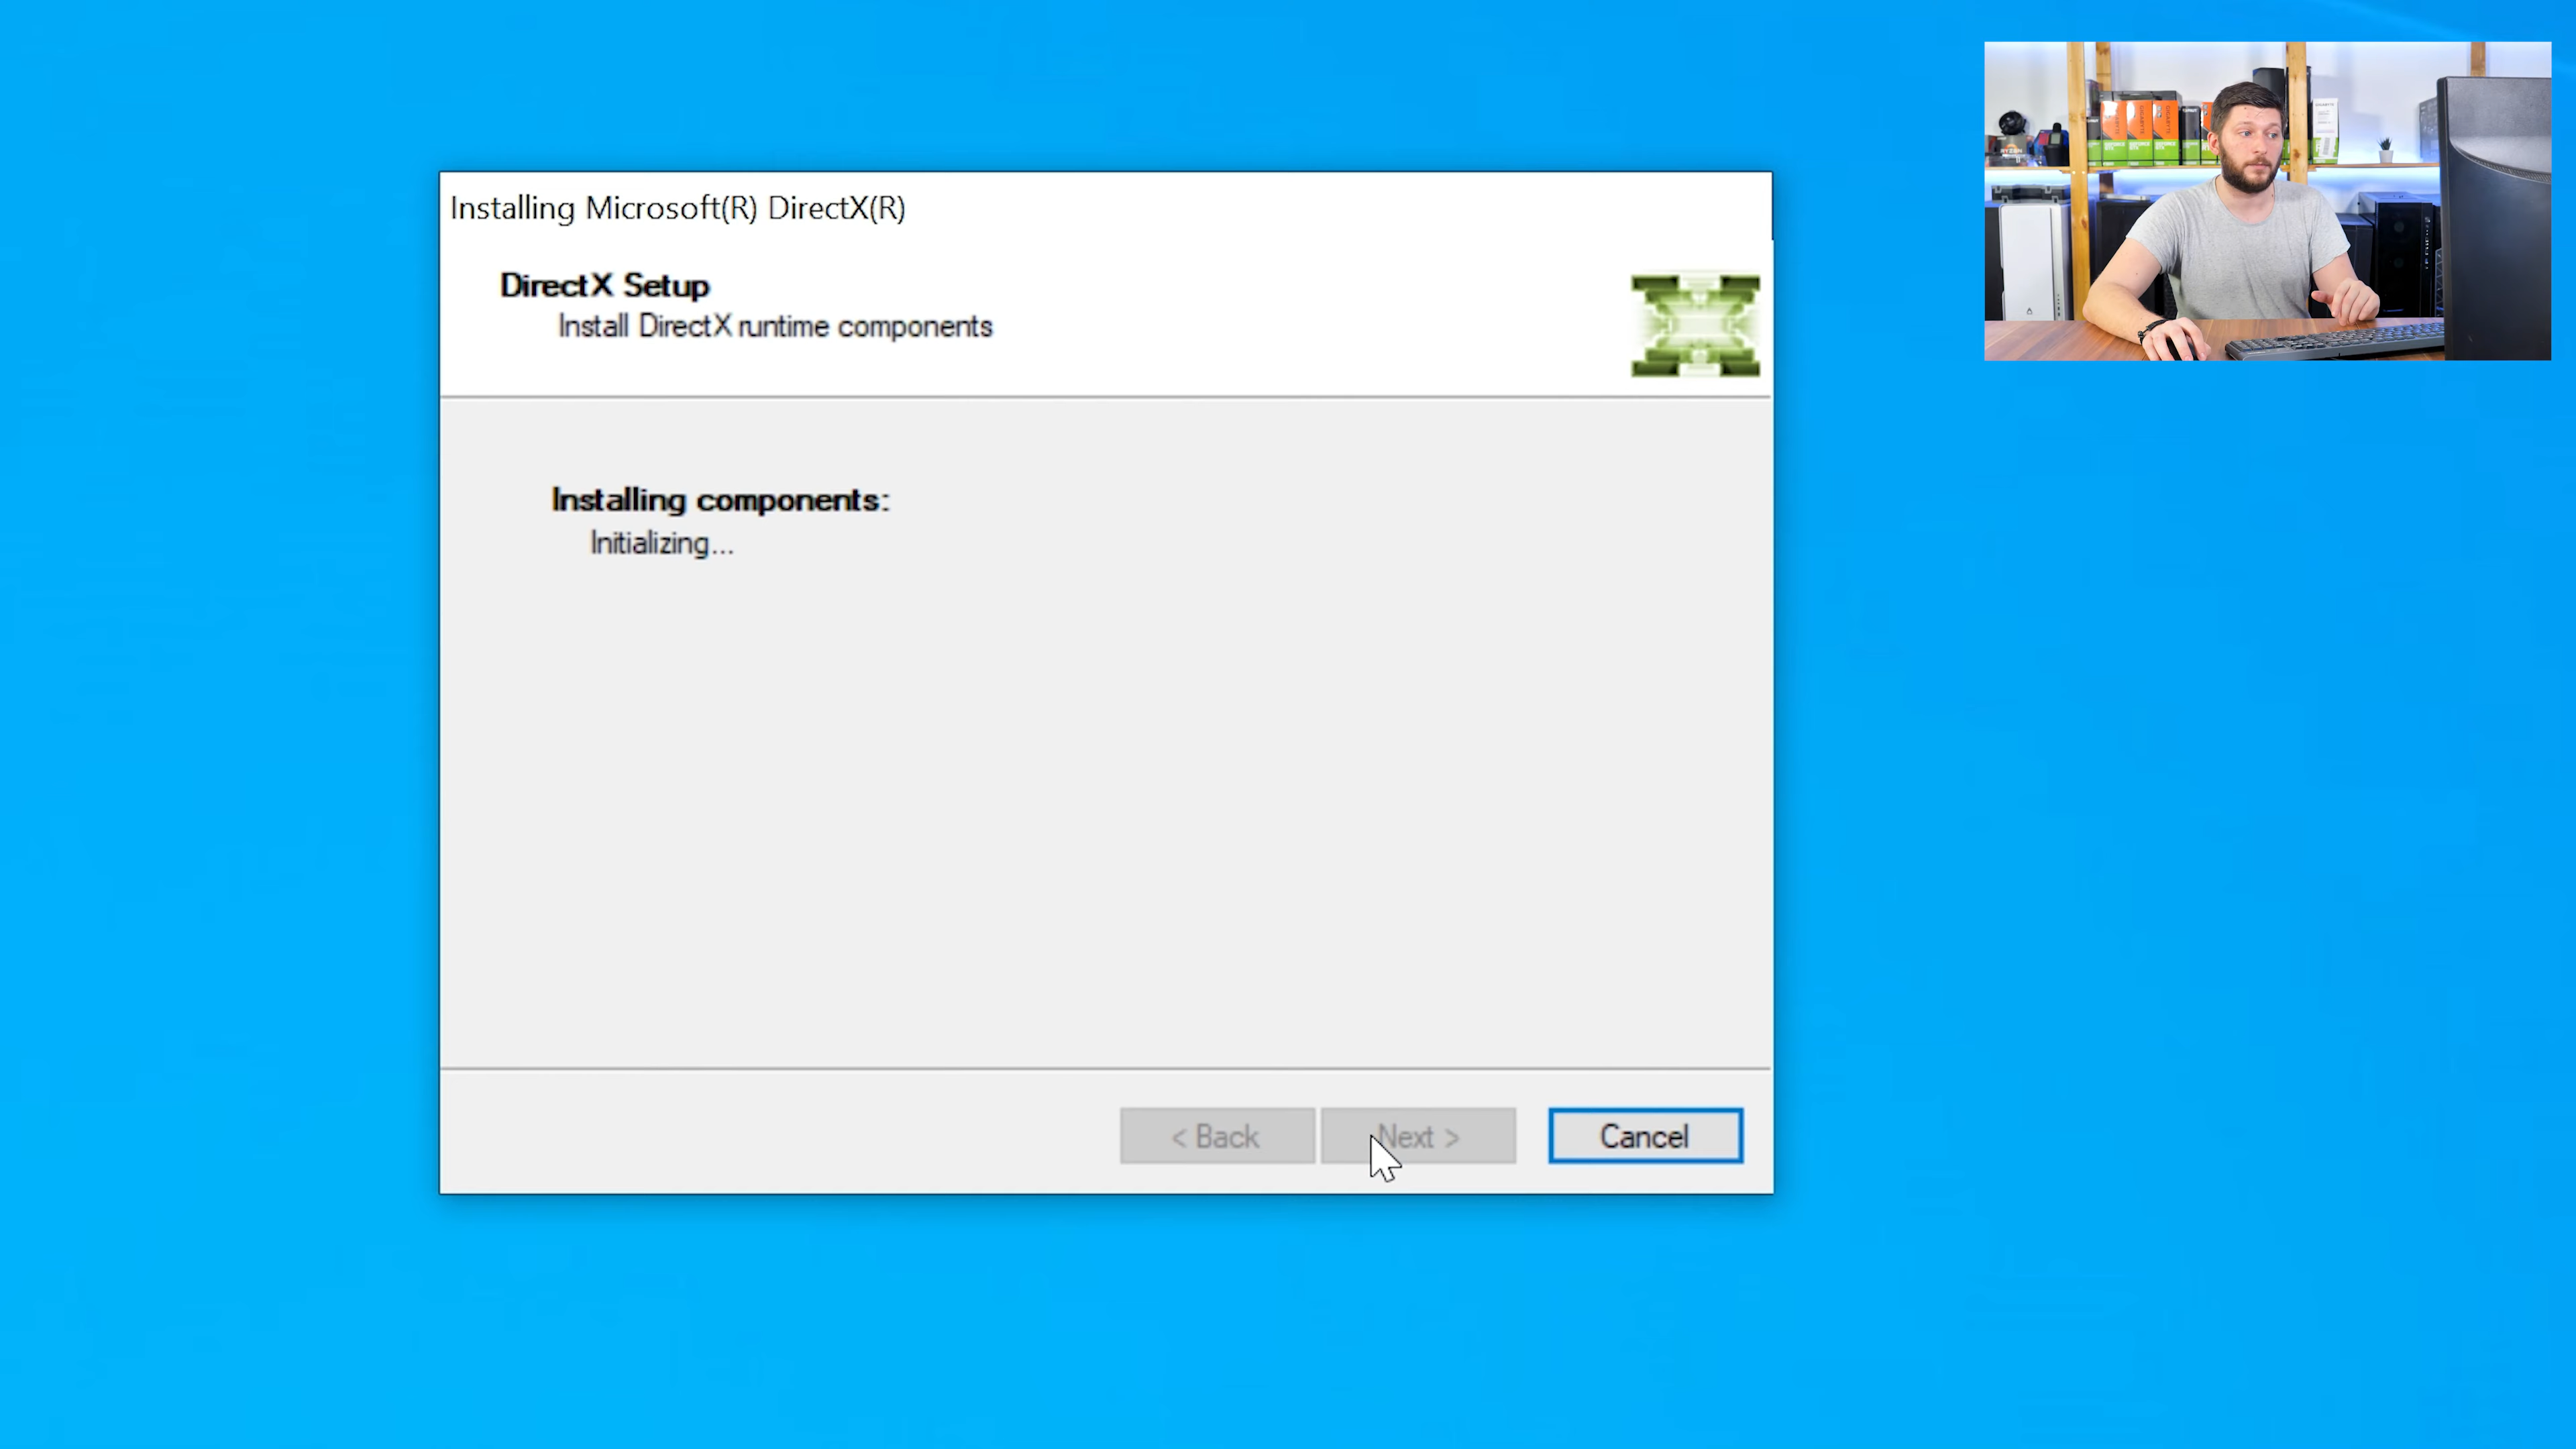 Installing Microsoft(R) DirectX(R)
DirectX Setup
Install DirectX runtime components
Installing components:
Initializing...
< Back
Next >
Cancel